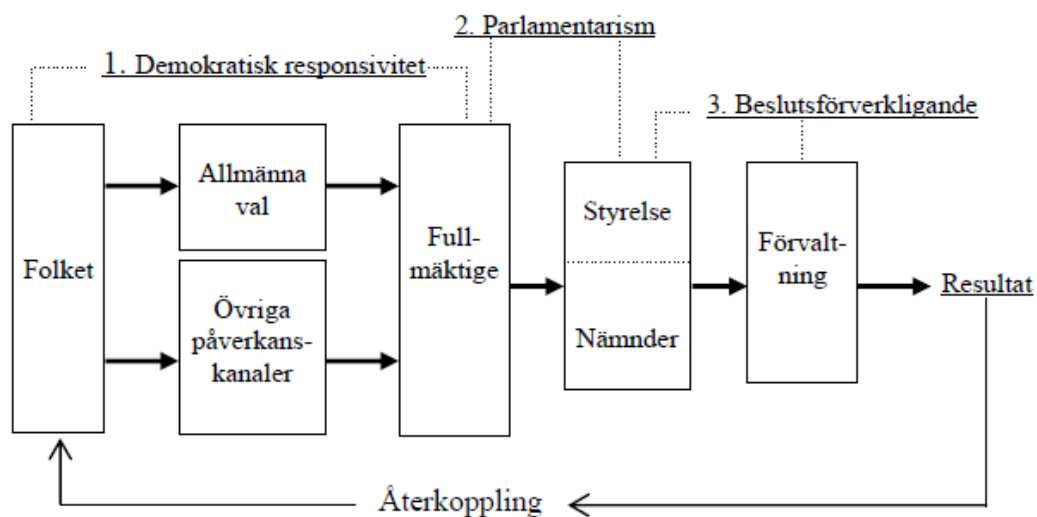 2. Parlamentarism
1. Demokratisk responsivitet
3. Beslutsförverkligande
Folket
Allmänna
val
Övriga
påverkans-
kanaler
Full-
mäktige
Styrelse
Nämnder
Förvalt-
ning
Resultat
Återkoppling